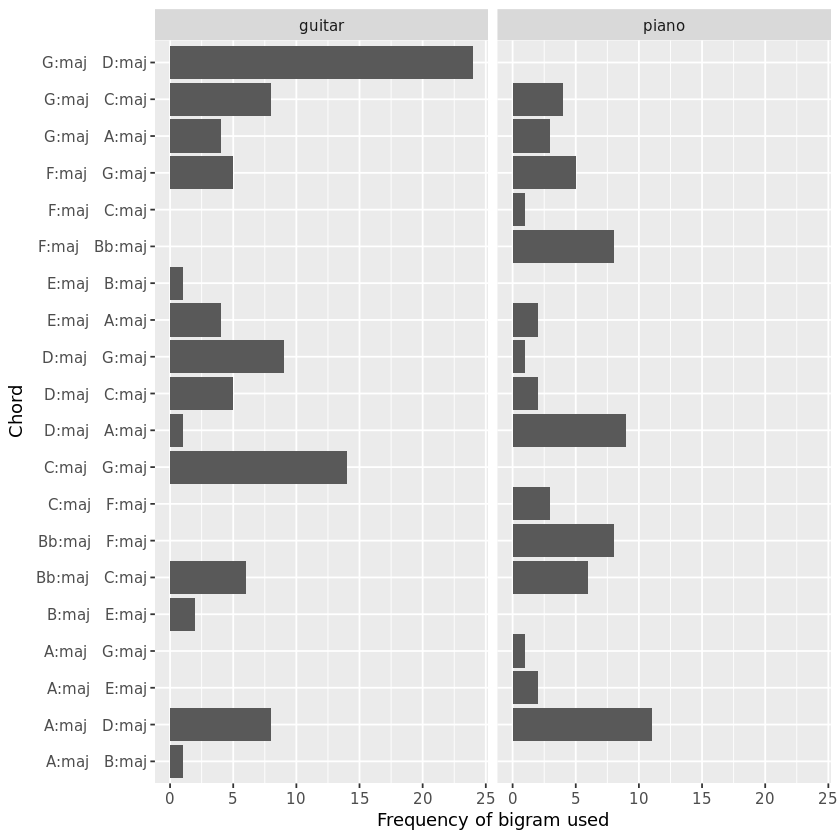 guitar piano
G:maj D:maj
G:maj C:maj
G:maj A:maj
F:maj G:maj
F:maj C:maj
F:maj Bb:maj
E:maj B:maj
E:maj A:maj
D:maj G:maj
D:maj C:maj
D:maj A:maj
C:maj G:maj
C:maj F:maj
Bb:maj F:maj
Bb:maj C:maj
B:maj E:maj
A:maj G:maj
A:maj E:maj
A:maj D:maj
A:maj B:maj
Chord
0 5 10 15 20 25 0 5 10 15 20 25
Frequency of bigram used